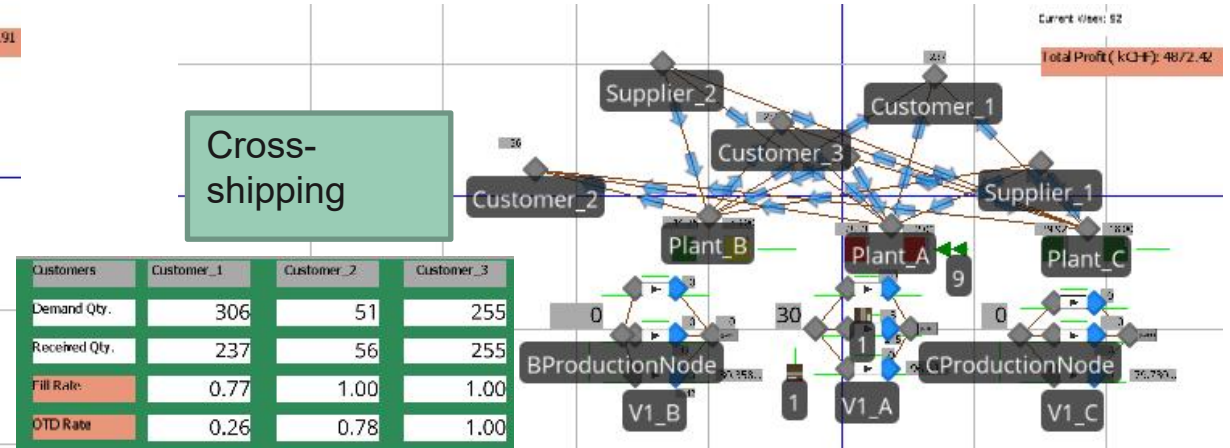 91
Current Week: 52
Total Profit ( kCHF): 4872.42
Cross-
shipping
Supplier_2
Customer_1
Customer_3
Customer_2
Supplier_1
Plant_B
Plant_A
Plant_C
9
Customers Customer_1 Customer_2 Customer_3
Demand Qty. 306 51 255
Received Qty. 237 56 255
Fill Rate 0.77 1.00 1.00
OTD Rate 0.26 0.78 1.00
0 30 0
1
BProductionNode CProductionNode
V1_B 1 V1_A V1_C